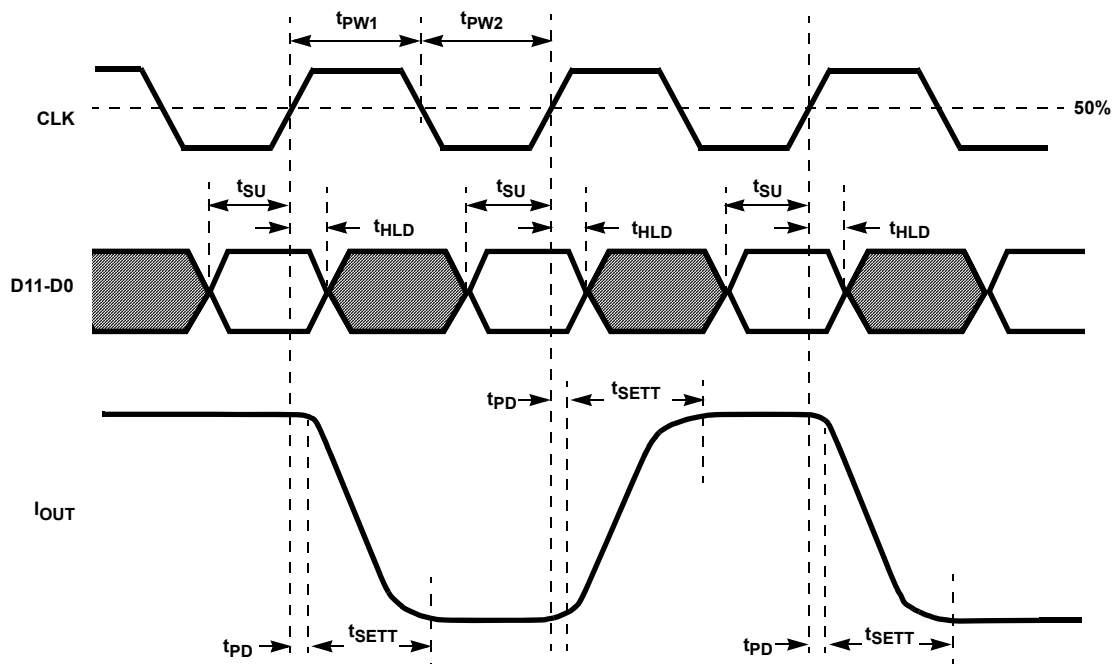 tPW1 tPW2
CLK
50%
tSU tSU tSU
tHLD tHLD tHLD
D11-D0
tPD tSETT
IOUT
tPD tSETT tPD tSETT